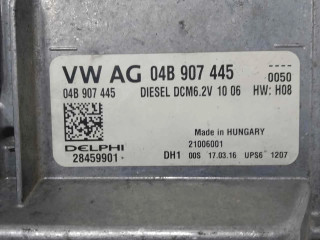 VW AG 04B 907 445 0050
04B 907 445 DIESEL DCM6.2V 10 06 HW: H08
Made in HUNGARY
21006001
DELPHI
28459901- DH1 00S 17.03.16 UPS6 1207